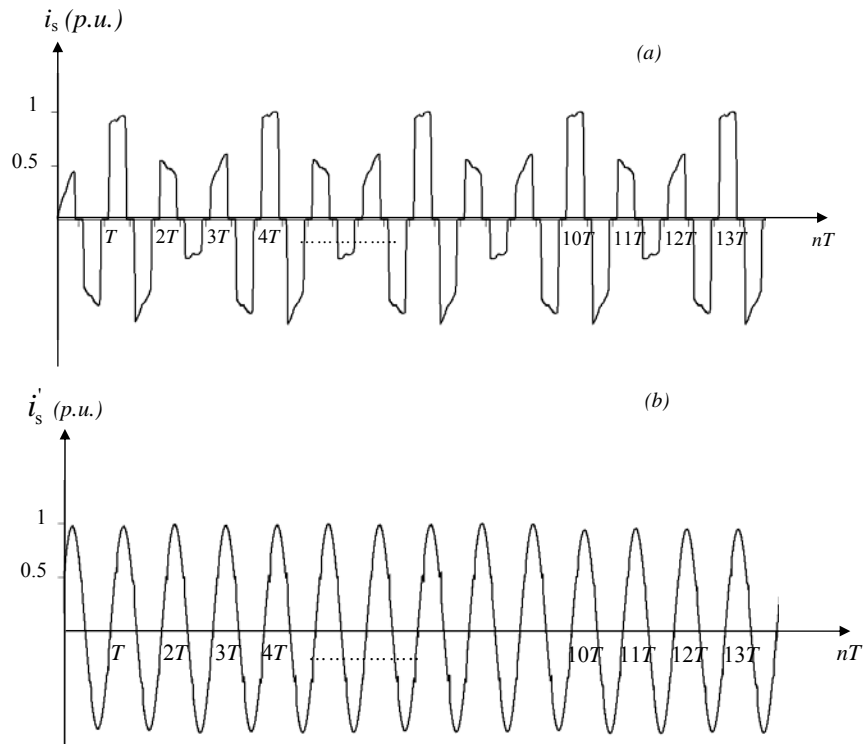 i_s (p.u.)
(a)
1
0.5
T 2T 3T 4T ................. 10T 11T 12T 13T
nT
i'_s (p.u.)
(b)
1
0.5
T 2T 3T 4T ................. 10T 11T 12T 13T
nT